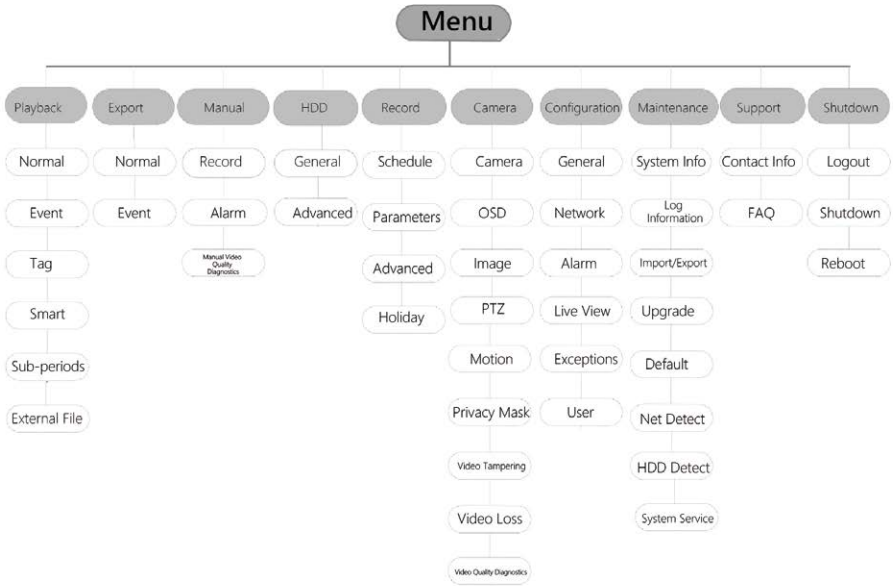 Menu
Playback
Export
Manual
HDD
Record
Camera
Configuration
Maintenance
Support
Shutdown
Normal
Event
Tag
Smart
Sub-periods
External File
Normal
Event
Record
Alarm
Manual Video
Quality
Diagnostics
General
Advanced
Schedule
Parameters
Advanced
Holiday
Camera
OSD
Image
PTZ
Motion
Privacy Mask
Video Tampering
Video Loss
Video Quality Diagnostics
General
Network
Alarm
Live View
Exceptions
User
System Info
Log
Information
Import/Export
Upgrade
Default
Net Detect
HDD Detect
System Service
Contact Info
FAQ
Logout
Shutdown
Reboot